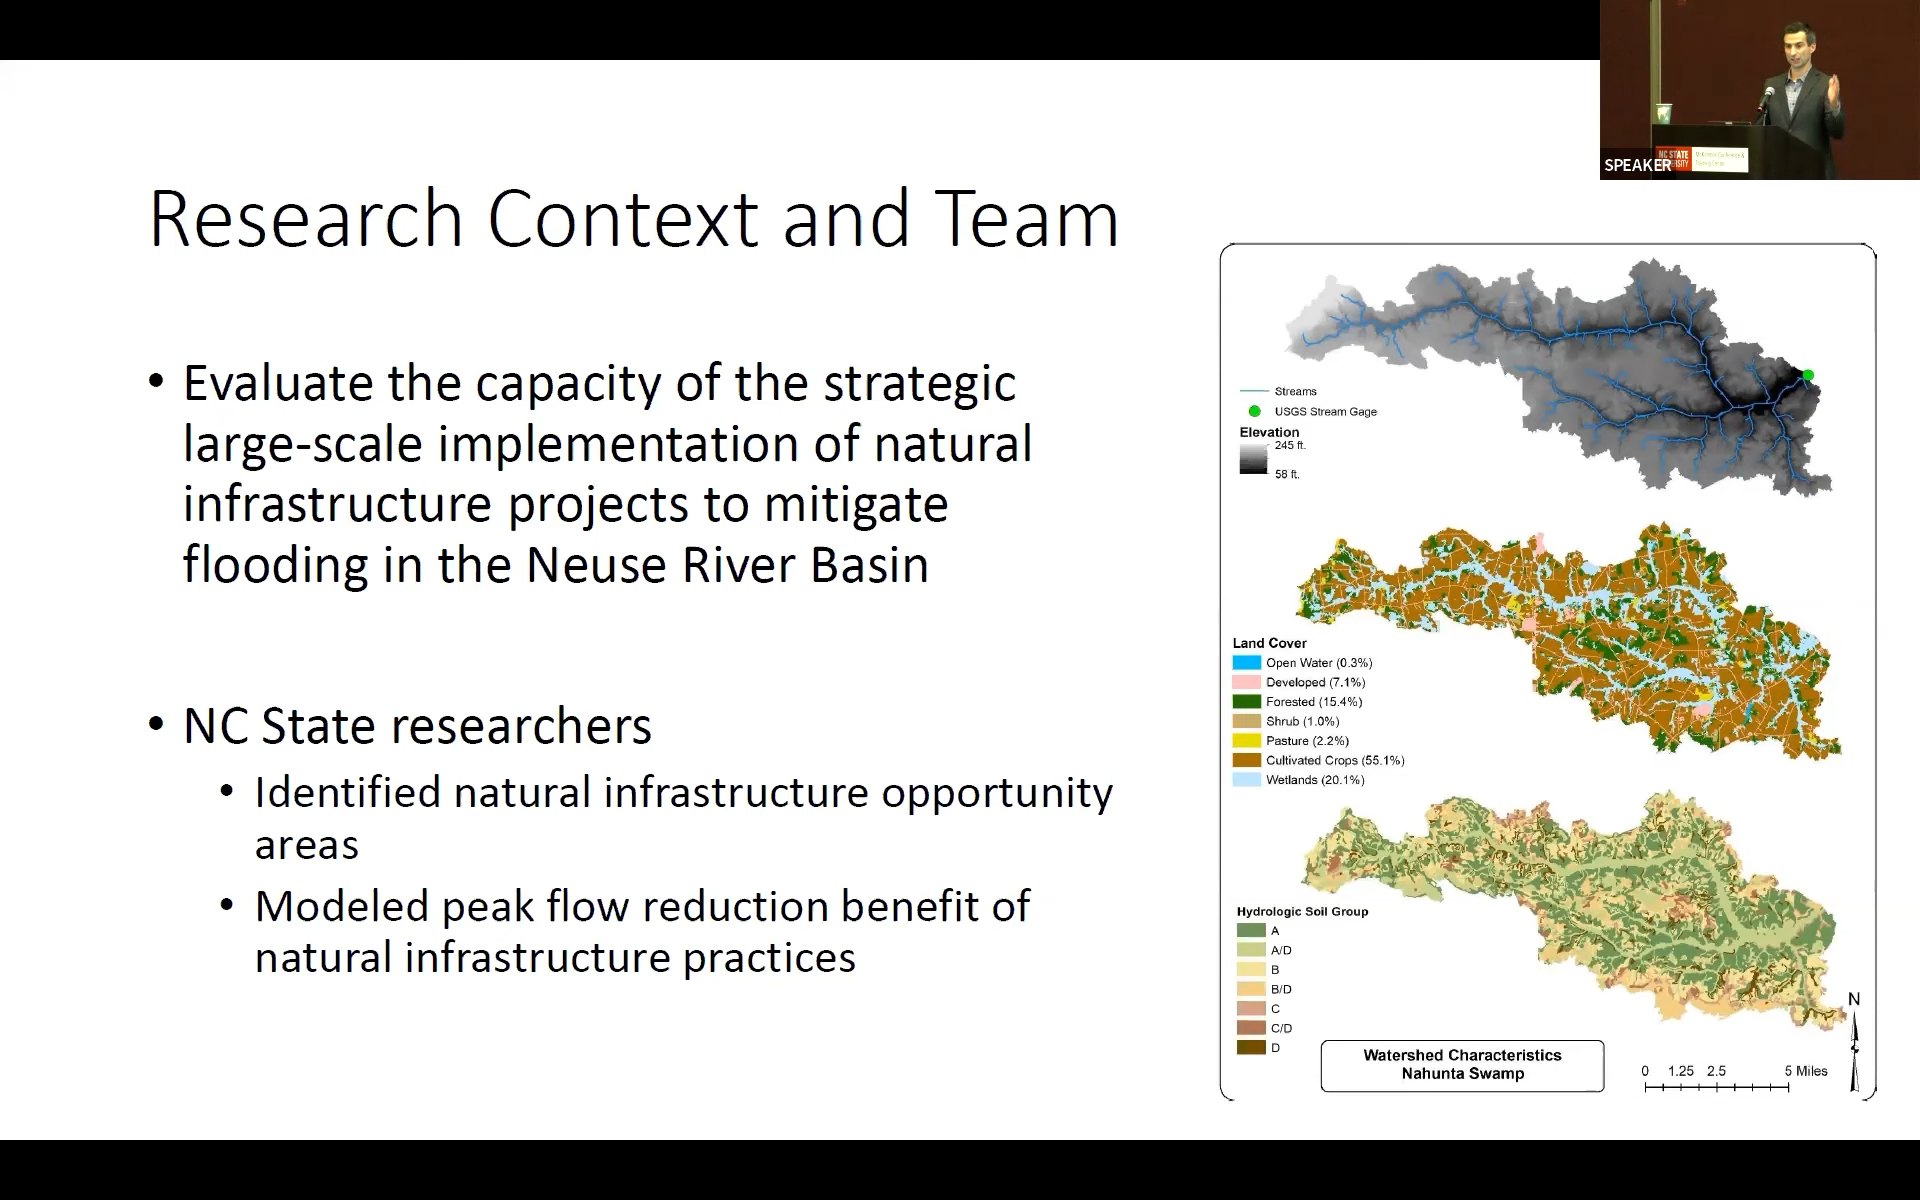 SPEAKER
NC STATE
Research Context and Team
• Evaluate the capacity of the strategic
large-scale implementation of natural
infrastructure projects to mitigate
flooding in the Neuse River Basin
• NC State researchers
• Identified natural infrastructure opportunity
areas
• Modeled peak flow reduction benefit of
natural infrastructure practices
Streams
USGS Stream Gage
Elevation
245 ft.
58 ft.
Land Cover
Open Water (0.3%)
Developed (7.1%)
Forested (15.4%)
Shrub (1.0%)
Pasture (2.2%)
Cultivated Crops (55.1%)
Wetlands (20.1%)
Hydrologic Soil Group
A
A/D
B
B/D
C
C/D
D
Watershed Characteristics
Nahunta Swamp
N
0 1.25 2.5 5 Miles